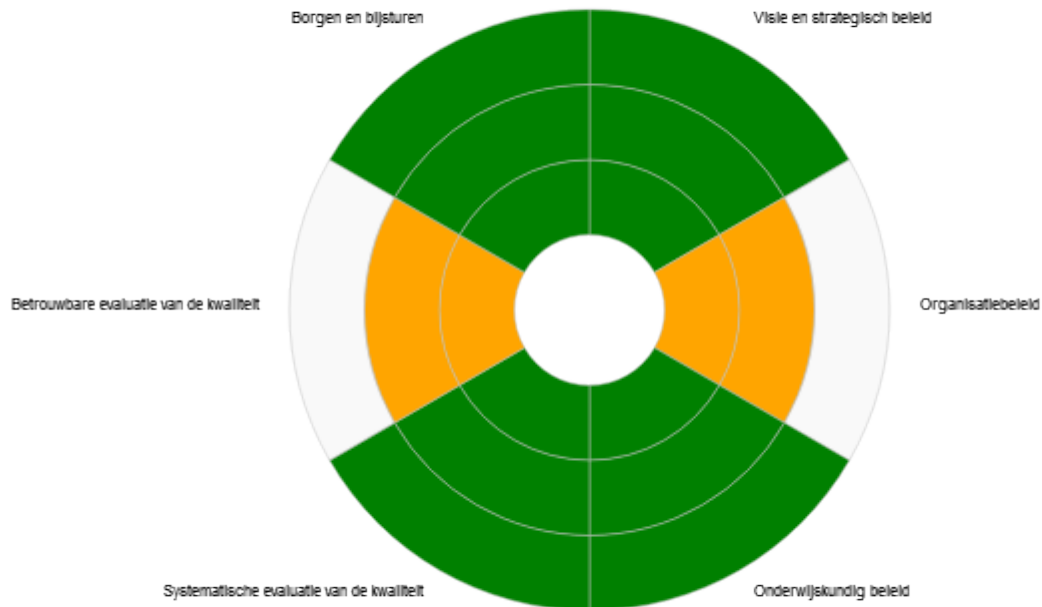 Borgen en bijsturen
Visie en strategisch beleid
Betrouwbare evaluatie van de kwaliteit
Organisatiebeleid
Systematische evaluatie van de kwaliteit
Onderwijskundig beleid